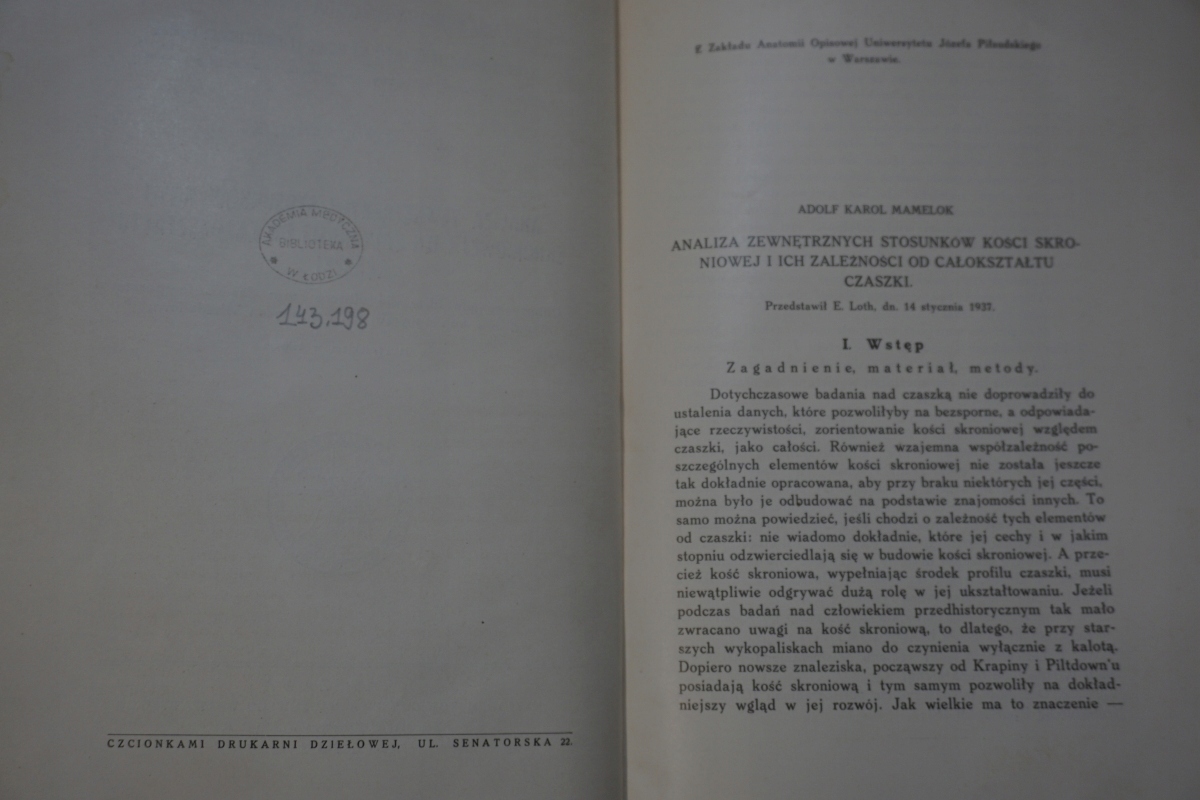 AKADEMIA MEDYCZNA
BIBLIOTEKA
W ŁODZI
143.198
CZCIONKAMI DRUKARNI DZIEŁOWEJ, UL. SENATORSKA 22.
Z Zakładu Anatomii Opisowej Uniwersytetu Józefa Piłsudskiego
w Warszawie.
ADOLF KAROL MAMELOK
ANALIZA ZEWNĘTRZNYCH STOSUNKÓW KOŚCI SKRO-
NIOWEJ I ICH ZALEŻNOŚCI OD CAŁOKSZTAŁTU
CZASZKI.
Przedstawił E. Loth, dn. 14 stycznia 1937.
I. Wstęp
Zagadnienie, materiał, metody.
Dotychczasowe badania nad czaszką nie doprowadziły do
ustalenia danych, które pozwoliłyby na bezsporne, a odpowiada-
jące rzeczywistości, zorientowanie kości skroniowej względem
czaszki, jako całości. Również wzajemna współzależność po-
szczególnych elementów kości skroniowej nie została jeszcze
tak dokładnie opracowana, aby przy braku niektórych jej części,
można było je odbudować na podstawie znajomości innych. To
samo można powiedzieć, jeśli chodzi o zależność tych elementów
od czaszki: nie wiadomo dokładnie, które jej cechy i w jakim
stopniu odzwierciedlają się w budowie kości skroniowej. A prze-
cież kość skroniowa, wypełniając środek profilu czaszki, musi
niewątpliwie odgrywać dużą rolę w jej ukształtowaniu. Jeżeli
podczas badań nad człowiekiem przedhistorycznym tak mało
zwracano uwagi na kość skroniową, to dlatego, że przy star-
szych wykopaliskach miano do czynienia wyłącznie z kalotą.
Dopiero nowsze znaleziska, począwszy od Krapiny i Piltdown'u
posiadają kość skroniową i tym samym pozwoliły na dokład-
niejszy wgląd w jej rozwój. Jak wielkie ma to znaczenie —